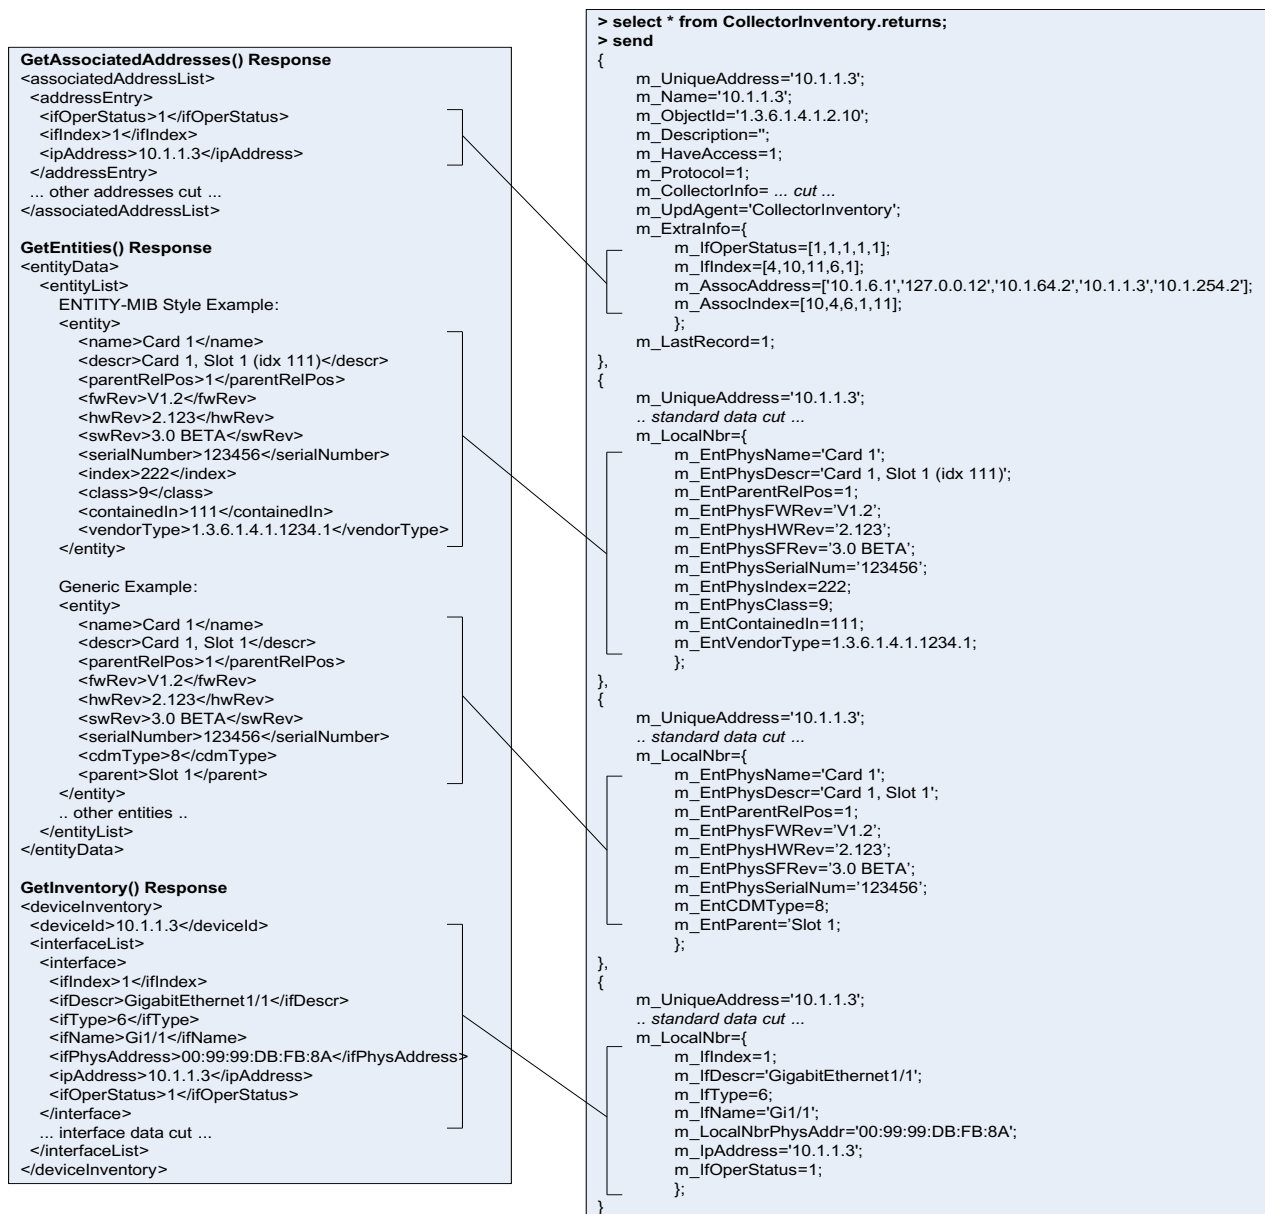 GetAssociatedAddresses() Response
<associatedAddressList>
<addressEntry>
<ifOperStatus>1</ifOperStatus>
<ifIndex>1</ifIndex>
<ipAddress>10.1.1.3</ipAddress>
</addressEntry>
... other addresses cut ...
</associatedAddressList>
GetEntities() Response
<entityData>
<entityList>
ENTITY-MIB Style Example:
<entity>
<name>Card 1</name>
<descr>Card 1, Slot 1 (idx 111)</descr>
<parentRelPos>1</parentRelPos>
<fwRev>V1.2</fwRev>
<hwRev>2.123</hwRev>
<swRev>3.0 BETA</swRev>
<serialNumber>123456</serialNumber>
<index>222</index>
<class>9</class>
<containedIn>111</containedIn>
<vendorType>1.3.6.1.4.1.1234.1</vendorType>
</entity>
Generic Example:
<entity>
<name>Card 1</name>
<descr>Card 1, Slot 1</descr>
<parentRelPos>1</parentRelPos>
<fwRev>V1.2</fwRev>
<hwRev>2.123</hwRev>
<swRev>3.0 BETA</swRev>
<serialNumber>123456</serialNumber>
<cdmType>8</cdmType>
<parent>Slot 1</parent>
</entity>
.. other entities ..
</entityList>
</entityData>
GetInventory() Response
<deviceInventory>
<deviceId>10.1.1.3</deviceId>
<interfaceList>
<interface>
<ifIndex>1</ifIndex>
<ifDescr>GigabitEthernet1/1</ifDescr>
<ifType>6</ifType>
<ifName>Gi1/1</ifName>
<ifPhysAddress>00:99:99:DB:FB:8A</ifPhysAddress>
<ipAddress>10.1.1.3</ipAddress>
<ifOperStatus>1</ifOperStatus>
</interface>
... interface data cut ...
</interfaceList>
</deviceInventory>
> select * from CollectorInventory.returns;
> send
{
m_UniqueAddress='10.1.1.3';
m_Name='10.1.1.3';
m_ObjectId='1.3.6.1.4.1.2.10';
m_Description='';
m_HaveAccess=1;
m_Protocol=1;
m_CollectorInfo= ... cut ...
m_UpdAgent='CollectorInventory';
m_ExtraInfo={
m_IfOperStatus=[1,1,1,1,1];
m_IfIndex=[4,10,11,6,1];
m_AssocAddress=['10.1.6.1','127.0.0.12','10.1.64.2','10.1.1.3','10.1.254.2'];
m_AssocIndex=[10,4,6,1,11];
};
m_LastRecord=1;
},
{
m_UniqueAddress='10.1.1.3';
.. standard data cut ...
m_LocalNbr={
m_EntPhysName='Card 1';
m_EntPhysDescr='Card 1, Slot 1 (idx 111)';
m_EntParentRelPos=1;
m_EntPhysFWRev='V1.2';
m_EntPhysHWRev='2.123';
m_EntPhysSFRev='3.0 BETA';
m_EntPhysSerialNum='123456';
m_EntPhysIndex=222;
m_EntPhysClass=9;
m_EntContainedIn=111;
m_EntVendorType=1.3.6.1.4.1.1234.1;
};
},
{
m_UniqueAddress='10.1.1.3';
.. standard data cut ...
m_LocalNbr={
m_EntPhysName='Card 1';
m_EntPhysDescr='Card 1, Slot 1';
m_EntParentRelPos=1;
m_EntPhysFWRev='V1.2';
m_EntPhysHWRev='2.123';
m_EntPhysSFRev='3.0 BETA';
m_EntPhysSerialNum='123456';
m_EntCDMType=8;
m_EntParent='Slot 1;
};
},
{
m_UniqueAddress='10.1.1.3';
.. standard data cut ...
m_LocalNbr={
m_IfIndex=1;
m_IfDescr='GigabitEthernet1/1';
m_IfType=6;
m_IfName='Gi1/1';
m_LocalNbrPhysAddr='00:99:99:DB:FB:8A';
m_IpAddress='10.1.1.3';
m_IfOperStatus=1;
};
}